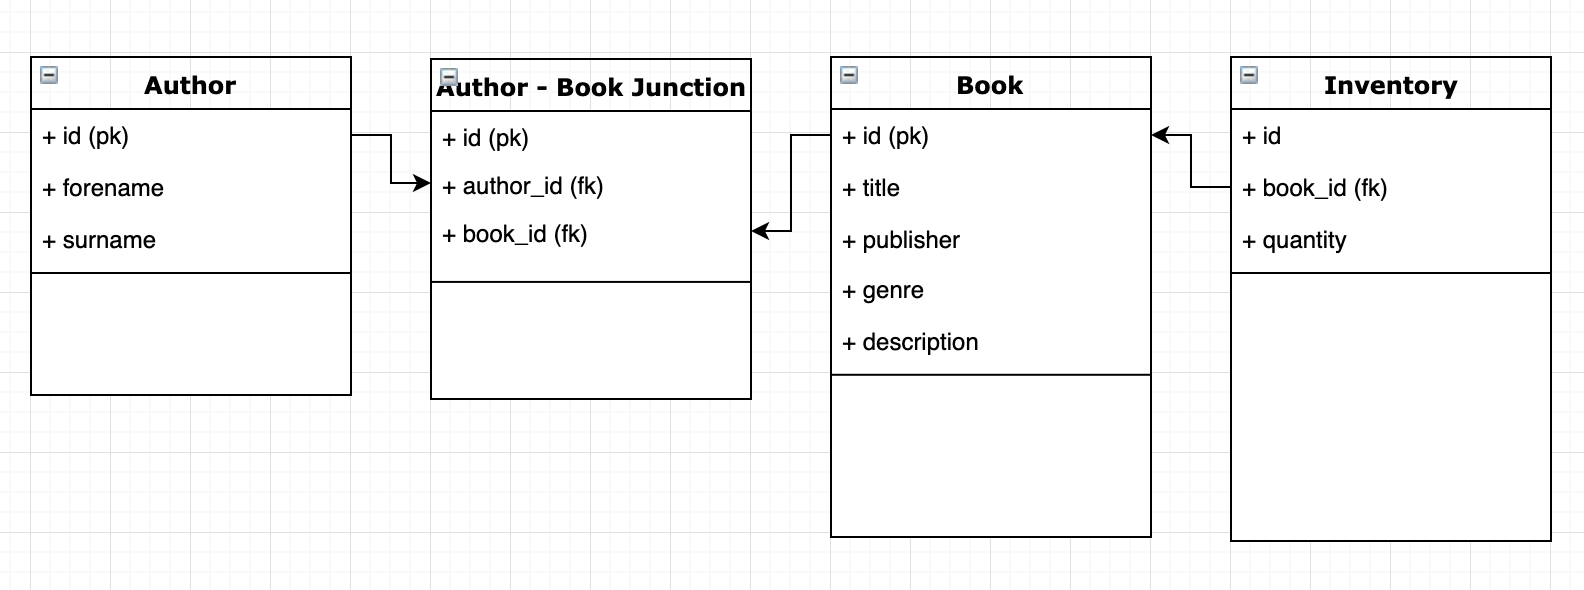 Author
+ id (pk)
+ forename
+ surname
Author - Book Junction
+ id (pk)
+ author_id (fk)
+ book_id (fk)
Book
+ id (pk)
+ title
+ publisher
+ genre
+ description
Inventory
+ id
+ book_id (fk)
+ quantity